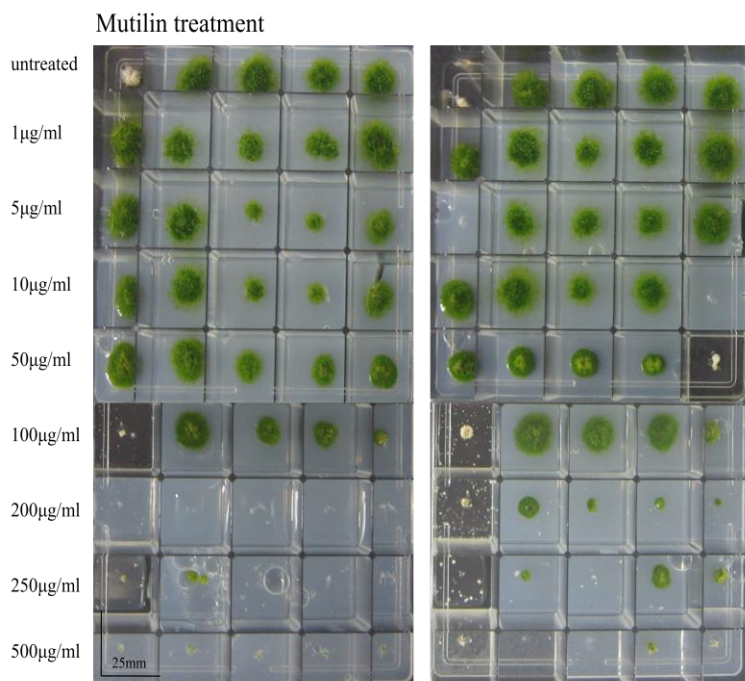 Mutilin treatment
untreated
1μg/ml
5μg/ml
10μg/ml
50μg/ml
100μg/ml
200μg/ml
250μg/ml
500μg/ml
25mm